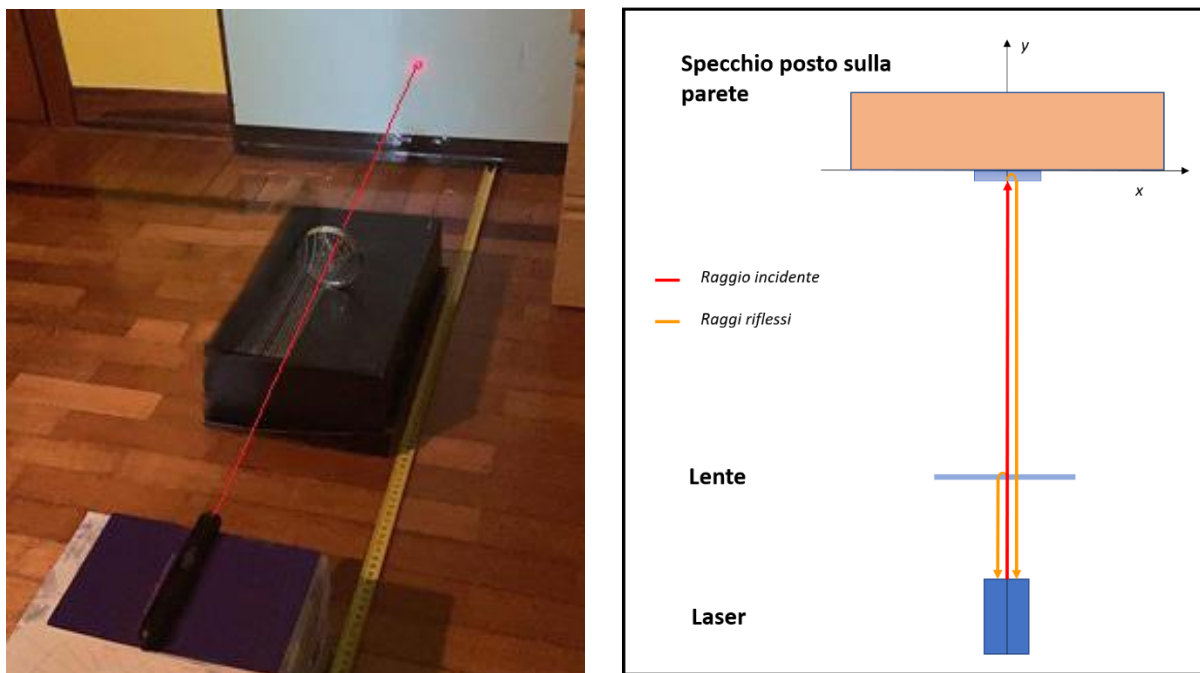 Specchio posto sulla
parete
y
x
Raggio incidente
Raggi riflessi
Lente
Laser